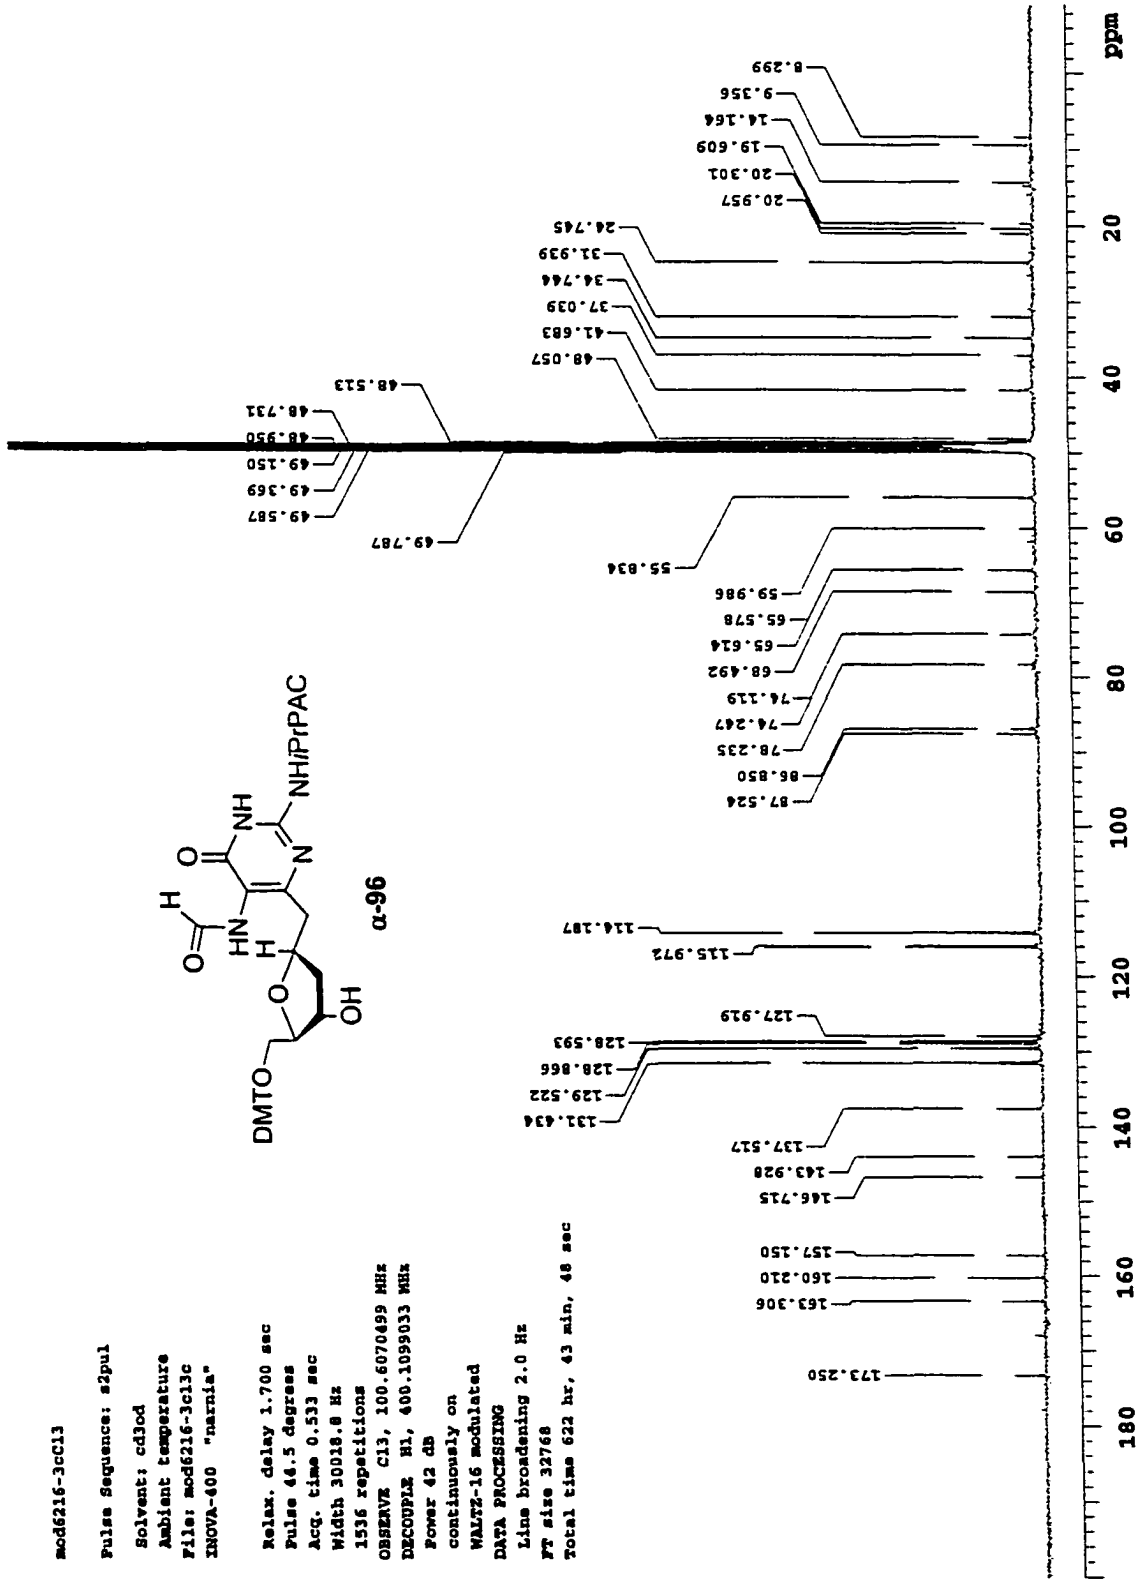 mod6216-3cC13
Pulse Sequence: s2pul
Solvent: cd3od
Ambient temperature
File: mod6216-3c13c
INOVA-400 "narnia"
Relax. delay 1.700 sec
Pulse 44.5 degrees
Acq. time 0.533 sec
Width 30018.8 Hz
1536 repetitions
OBSERVE C13, 100.6070499 MHz
DECOUPLE H1, 400.1099033 MHz
Power 42 dB
continuously on
WALTZ-16 modulated
DATA PROCESSING
Line broadening 2.0 Hz
FT size 32768
Total time 622 hr, 43 min, 48 sec
O
H
O
HN
NH
H
N
NHiPrPAC
DMTO
O
OH
α-96
173.250
163.306
160.210
157.150
146.715
143.928
137.517
131.434
129.522
128.866
128.593
127.919
115.972
114.187
87.524
86.850
78.235
74.247
74.119
68.492
65.614
65.578
59.986
55.834
49.787
49.587
49.369
49.150
48.950
48.731
48.513
48.057
41.683
37.039
34.744
31.939
24.745
20.957
20.301
19.609
14.164
9.356
8.299
180
160
140
120
100
80
60
40
20
ppm